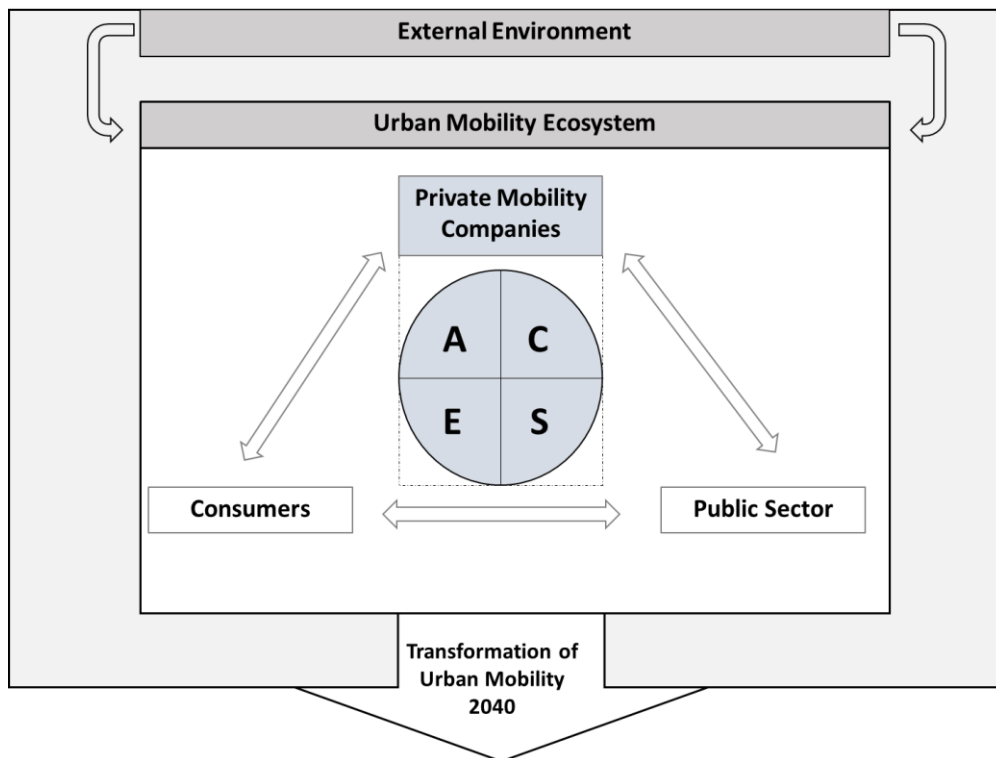 External Environment
Urban Mobility Ecosystem
Private Mobility
Companies
A C
E S
Consumers
Public Sector
Transformation of
Urban Mobility
2040